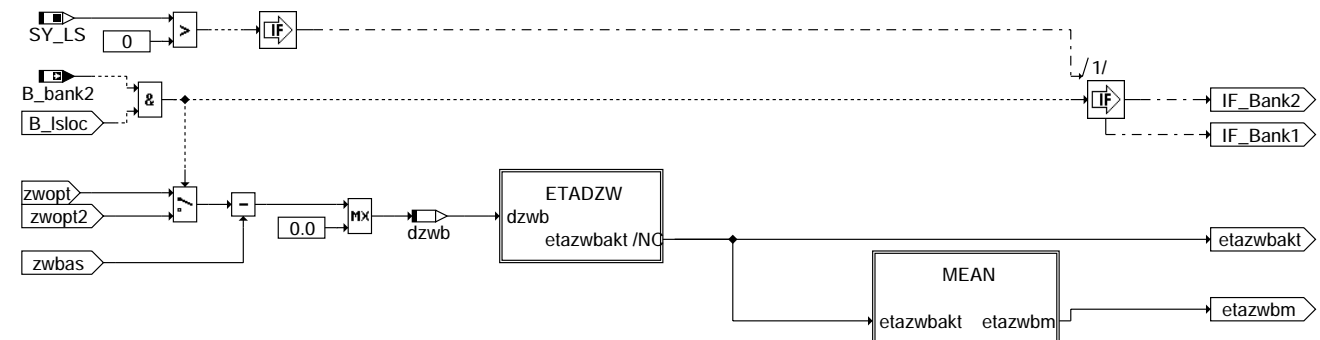 SY_LS
0
>
IF
/ 1/
B_bank2
&
B_lsloc
IF
IF_Bank2
IF_Bank1
zwopt
zwopt2
-
MX
0.0
dzwb
zwbas
ETADZW
dzwb
etazwbakt /NC
etazwbakt
MEAN
etazwbakt etazwbm
etazwbm